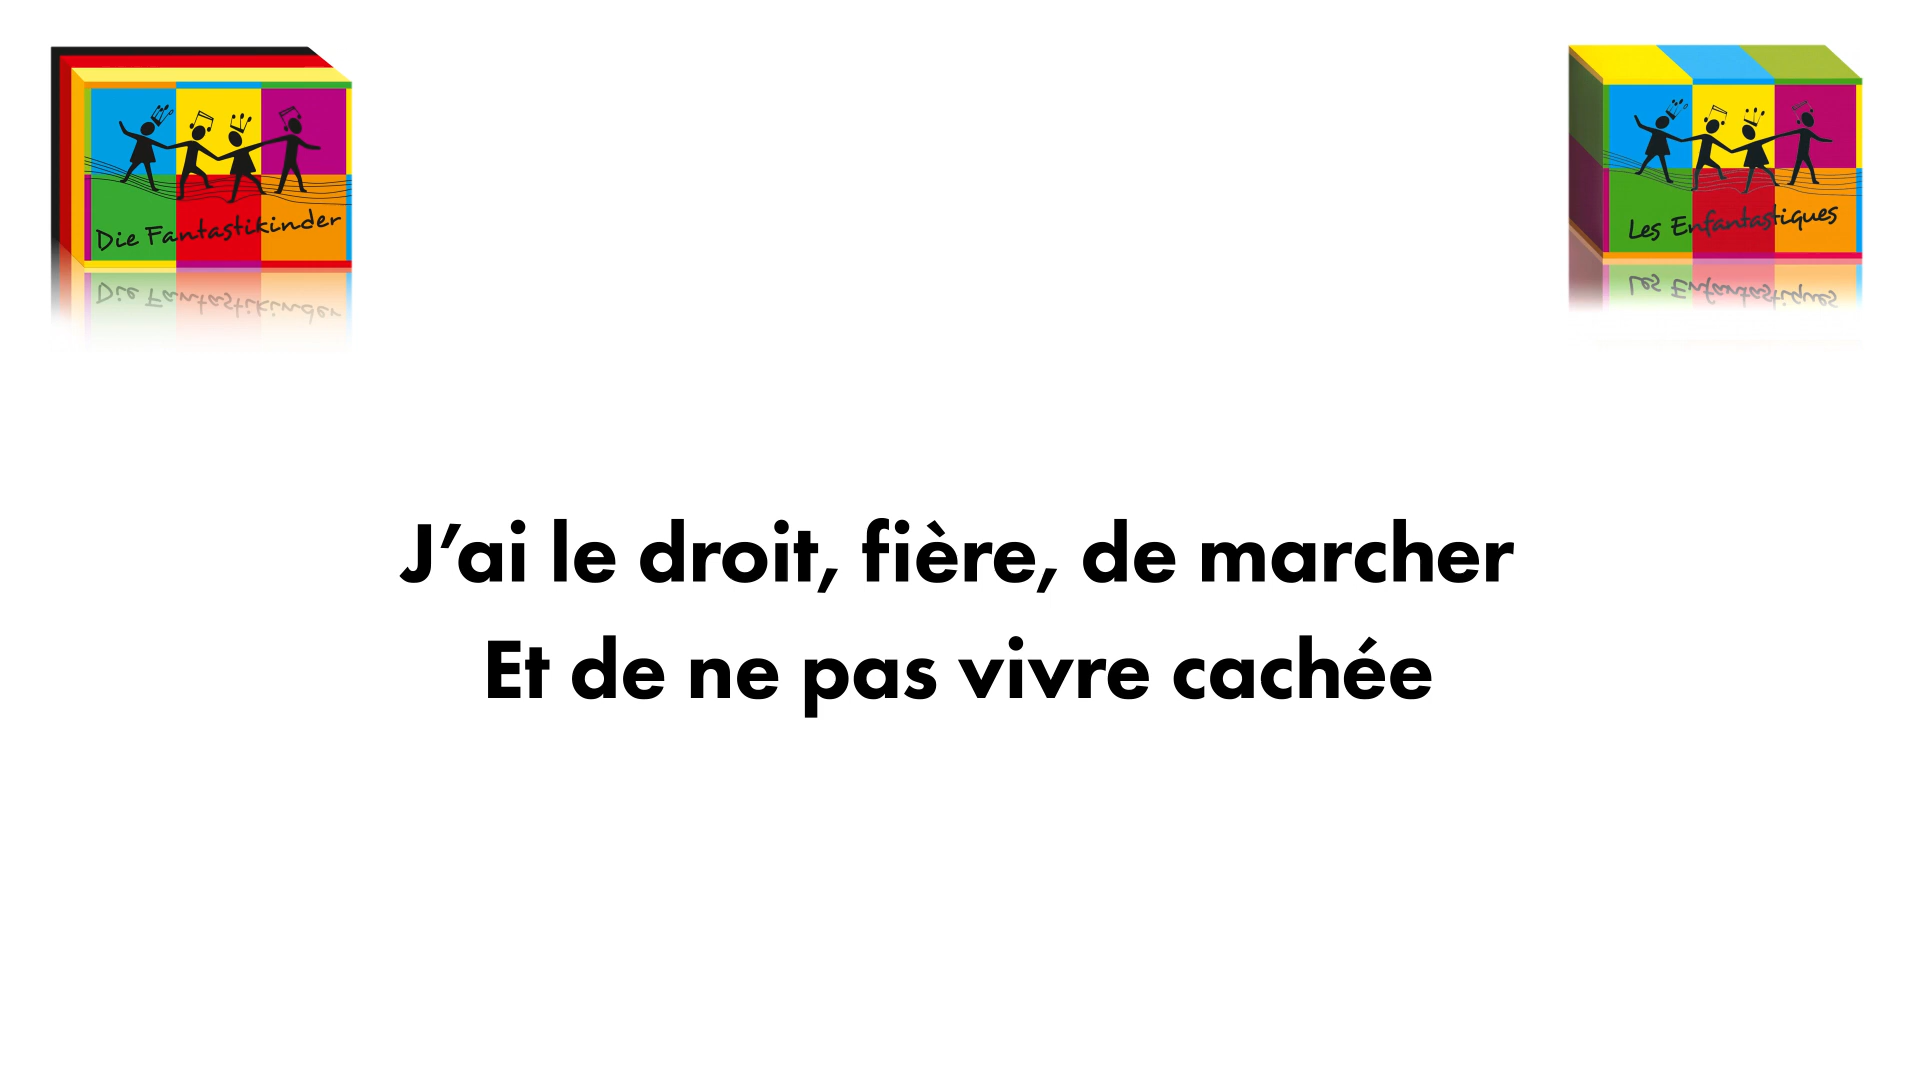 Die Fantastikinder
Les Enfantastiques
J’ai le droit, fière, de marcher
Et de ne pas vivre cachée